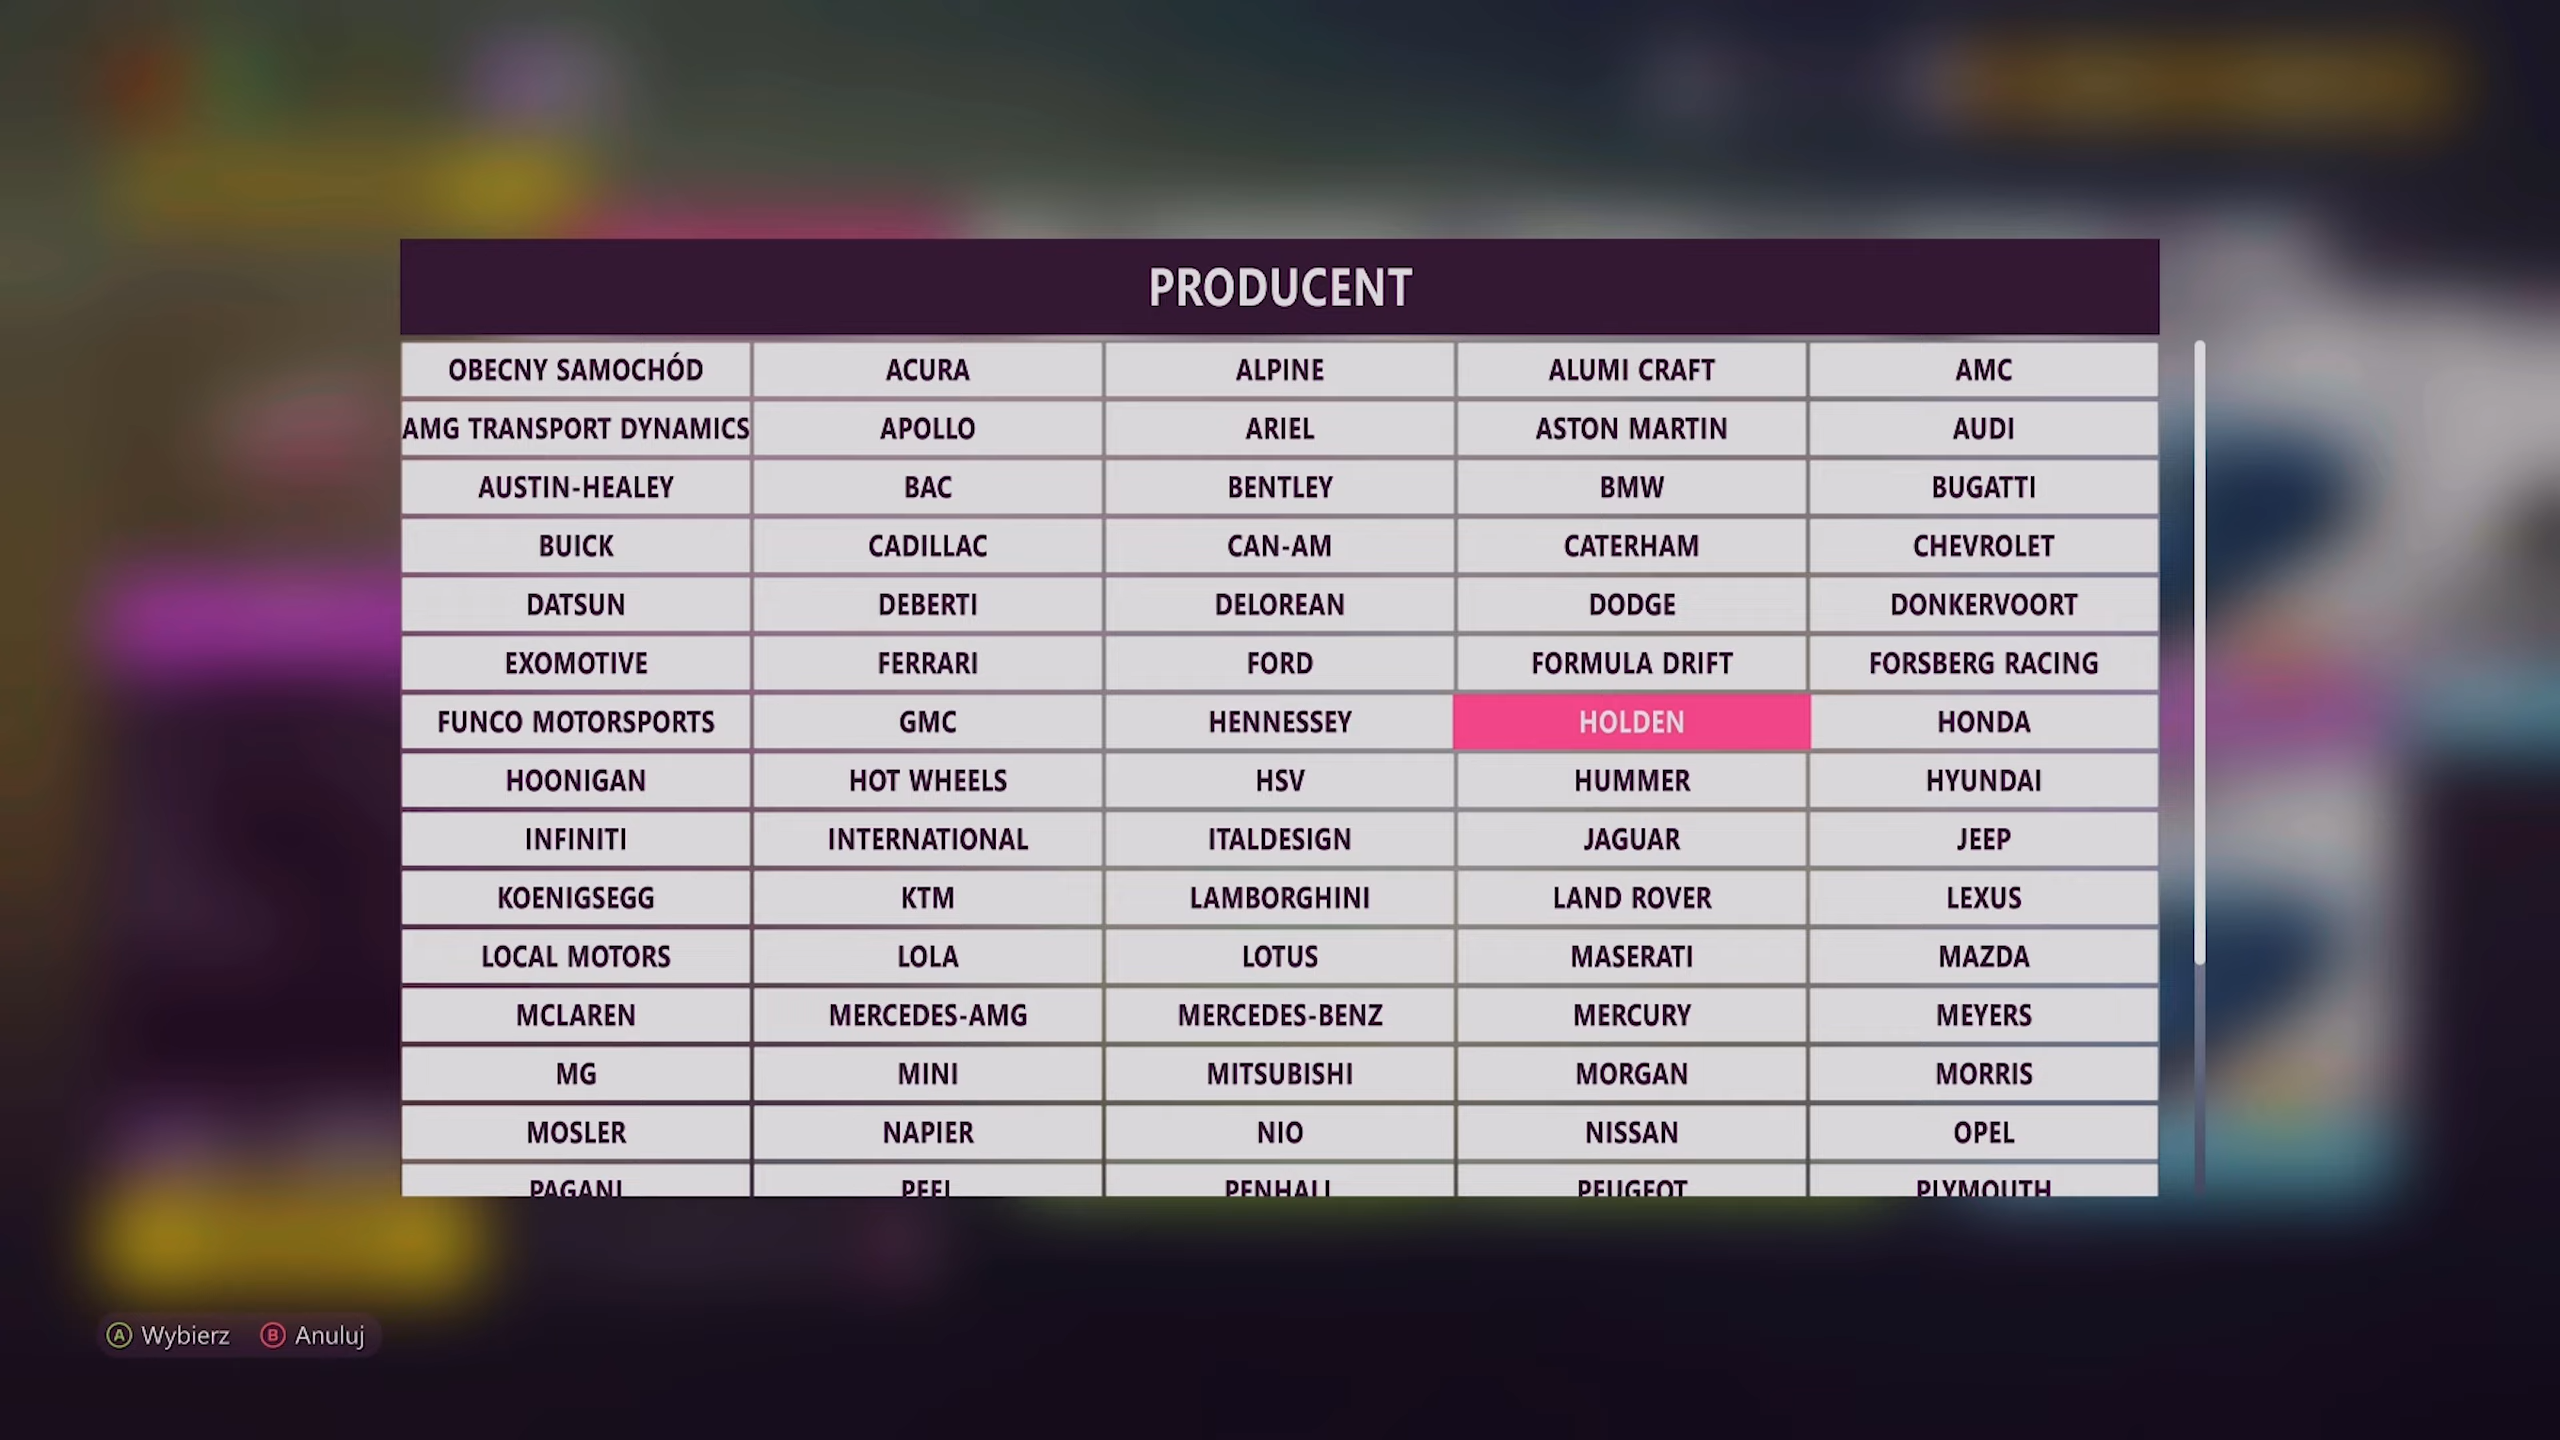 PRODUCENT
OBECNY SAMOCHÓD ACURA ALPINE ALUMI CRAFT AMC
AMG TRANSPORT DYNAMICS APOLLO ARIEL ASTON MARTIN AUDI
AUSTIN-HEALEY BAC BENTLEY BMW BUGATTI
BUICK CADILLAC CAN-AM CATERHAM CHEVROLET
DATSUN DEBERTI DELOREAN DODGE DONKERVOORT
EXOMOTIVE FERRARI FORD FORMULA DRIFT FORSBERG RACING
FUNCO MOTORSPORTS GMC HENNESSEY HOLDEN HONDA
HOONIGAN HOT WHEELS HSV HUMMER HYUNDAI
INFINITI INTERNATIONAL ITALDESIGN JAGUAR JEEP
KOENIGSEGG KTM LAMBORGHINI LAND ROVER LEXUS
LOCAL MOTORS LOLA LOTUS MASERATI MAZDA
MCLAREN MERCEDES-AMG MERCEDES-BENZ MERCURY MEYERS
MG MINI MITSUBISHI MORGAN MORRIS
MOSLER NAPIER NIO NISSAN OPEL
PAGANI PEEL PENHALL PEUGEOT PLYMOUTH
A Wybierz B Anuluj